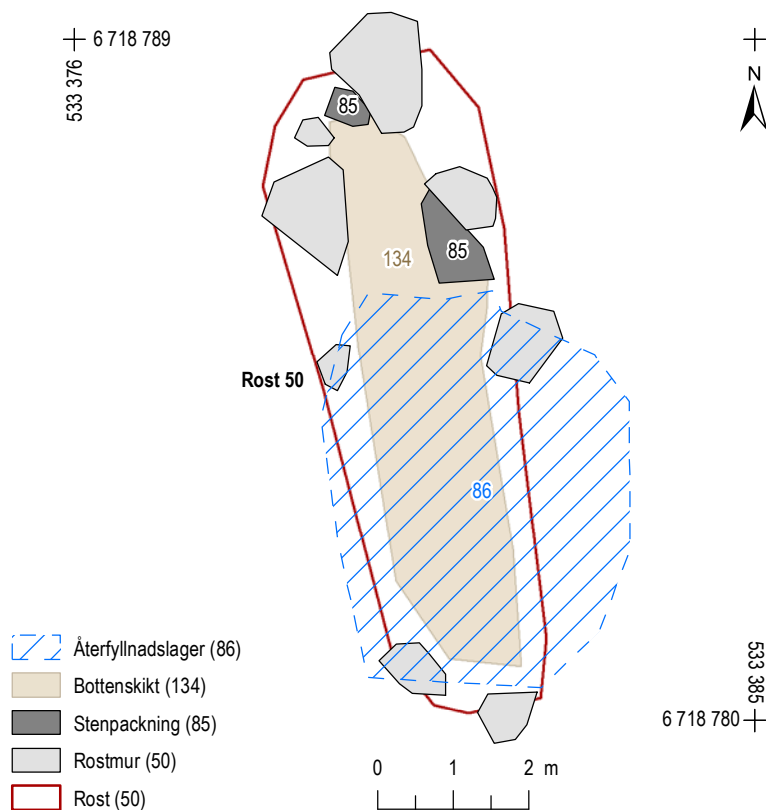 6 718 789
533 376
N
85
85
134
Rost 50
86
Återfyllnadslager (86)
Bottenskikt (134)
Stenpackning (85)
Rostmur (50)
Rost (50)
0 1 2 m
533 385
6 718 780